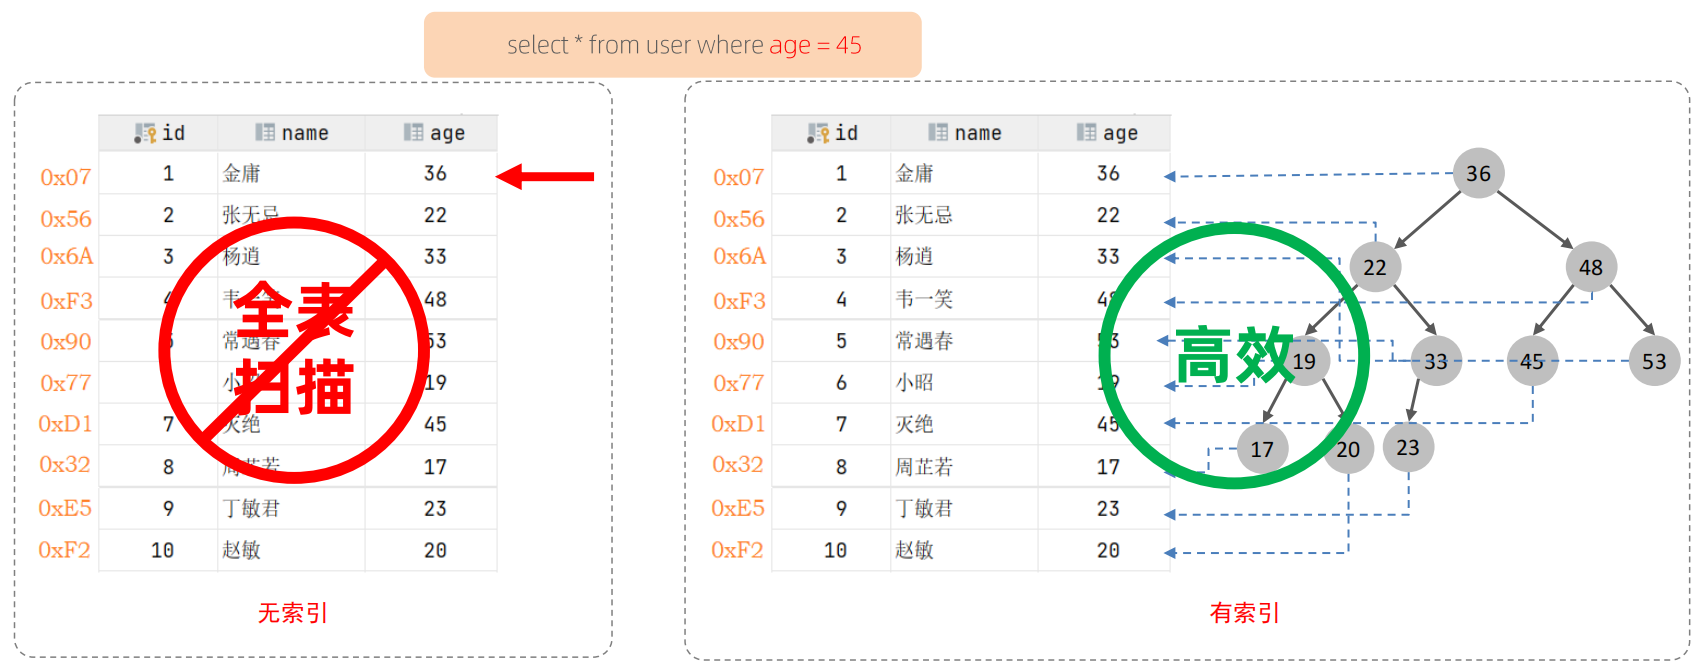 select * from user where age = 45
id name age
0x07 1 金庸 36
0x56 2 张无忌 22
0x6A 3 杨逍 33
0xF3 4 韦一笑 48
0x90 5 常遇春 53
0x77 小 19
0xD1 7 灭绝 45
0x32 8 周芷若 17
0xE5 9 丁敏君 23
0xF2 10 赵敏 20
全表
扫描
无索引
id name age
0x07 1 金庸 36
0x56 2 张无忌 22
0x6A 3 杨逍 33
0xF3 4 韦一笑 48
0x90 5 常遇春 53
0x77 6 小昭 19
0xD1 7 灭绝 45
0x32 8 周芷若 17
0xE5 9 丁敏君 23
0xF2 10 赵敏 20
高效
36
22 48
19 33 45 53
17 20 23
有索引